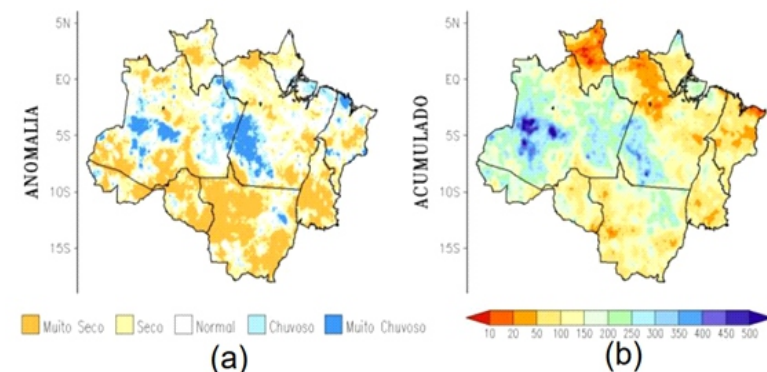 5N
EQ
5S
10S
15S
ANOMALIA
Muito Seco Seco Normal Chuvoso Muito Chuvoso
(a)
5N
EQ
5S
10S
15S
ACUMULADO
10 20 50 100 150 200 250 300 350 400 450 500
(b)